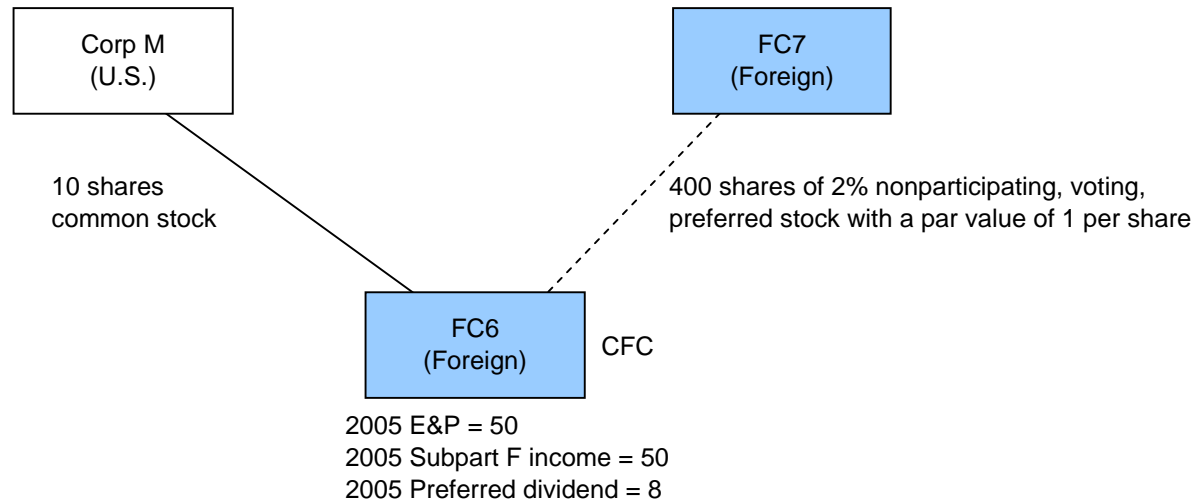 Corp M
(U.S.)
FC7
(Foreign)
10 shares
common stock
400 shares of 2% nonparticipating, voting,
preferred stock with a par value of 1 per share
FC6
(Foreign)
CFC
2005 E&P = 50
2005 Subpart F income = 50
2005 Preferred dividend = 8